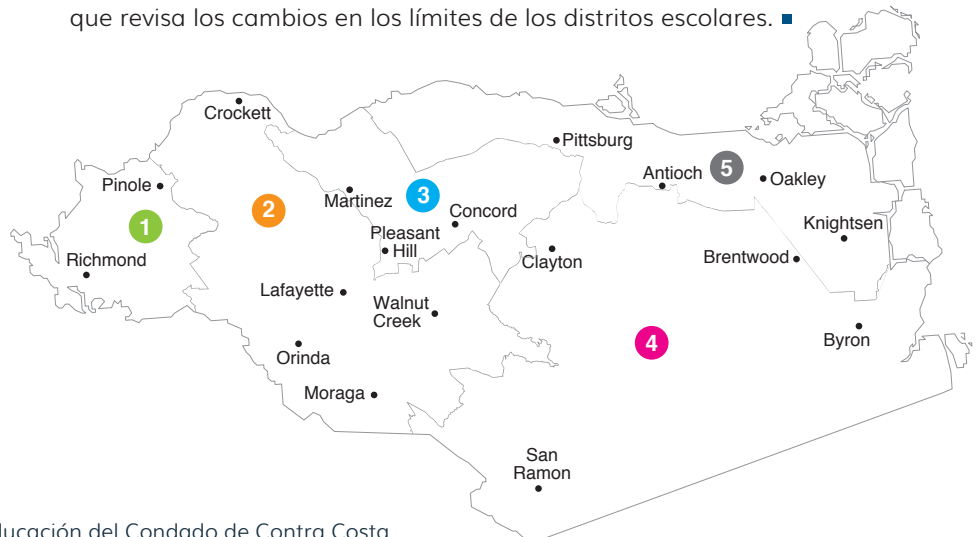 que revisa los cambios en los límites de los distritos escolares. ■
Crockett
Pittsburg
Pinole
Martinez
3
Antioch
5
Oakley
2
Concord
Knightsen
1
Pleasant
Hill
Richmond
Clayton
Brentwood
Lafayette
Walnut
Creek
4
Byron
Orinda
Moraga
San
Ramon
ducación del Condado de Contra Costa